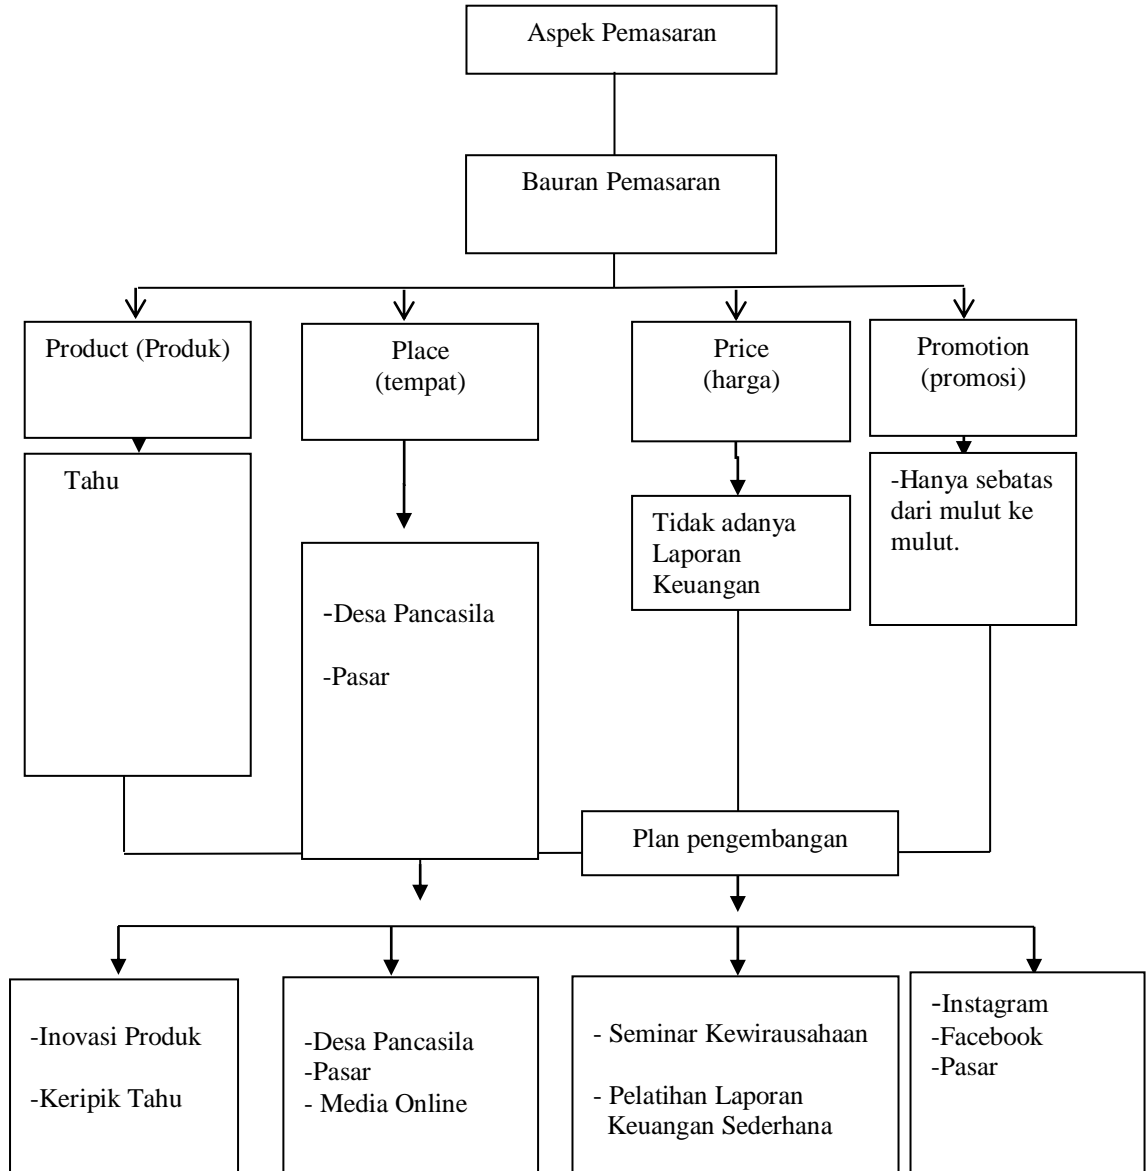 Aspek Pemasaran
Bauran Pemasaran
Product (Produk)
Place
(tempat)
Price
(harga)
Promotion
(promosi)
Tahu
-Desa Pancasila
-Pasar
Tidak adanya
Laporan
Keuangan
-Hanya sebatas
dari mulut ke
mulut.
Plan pengembangan
-Inovasi Produk
-Keripik Tahu
-Desa Pancasila
-Pasar
- Media Online
- Seminar Kewirausahaan
- Pelatihan Laporan
Keuangan Sederhana
-Instagram
-Facebook
-Pasar